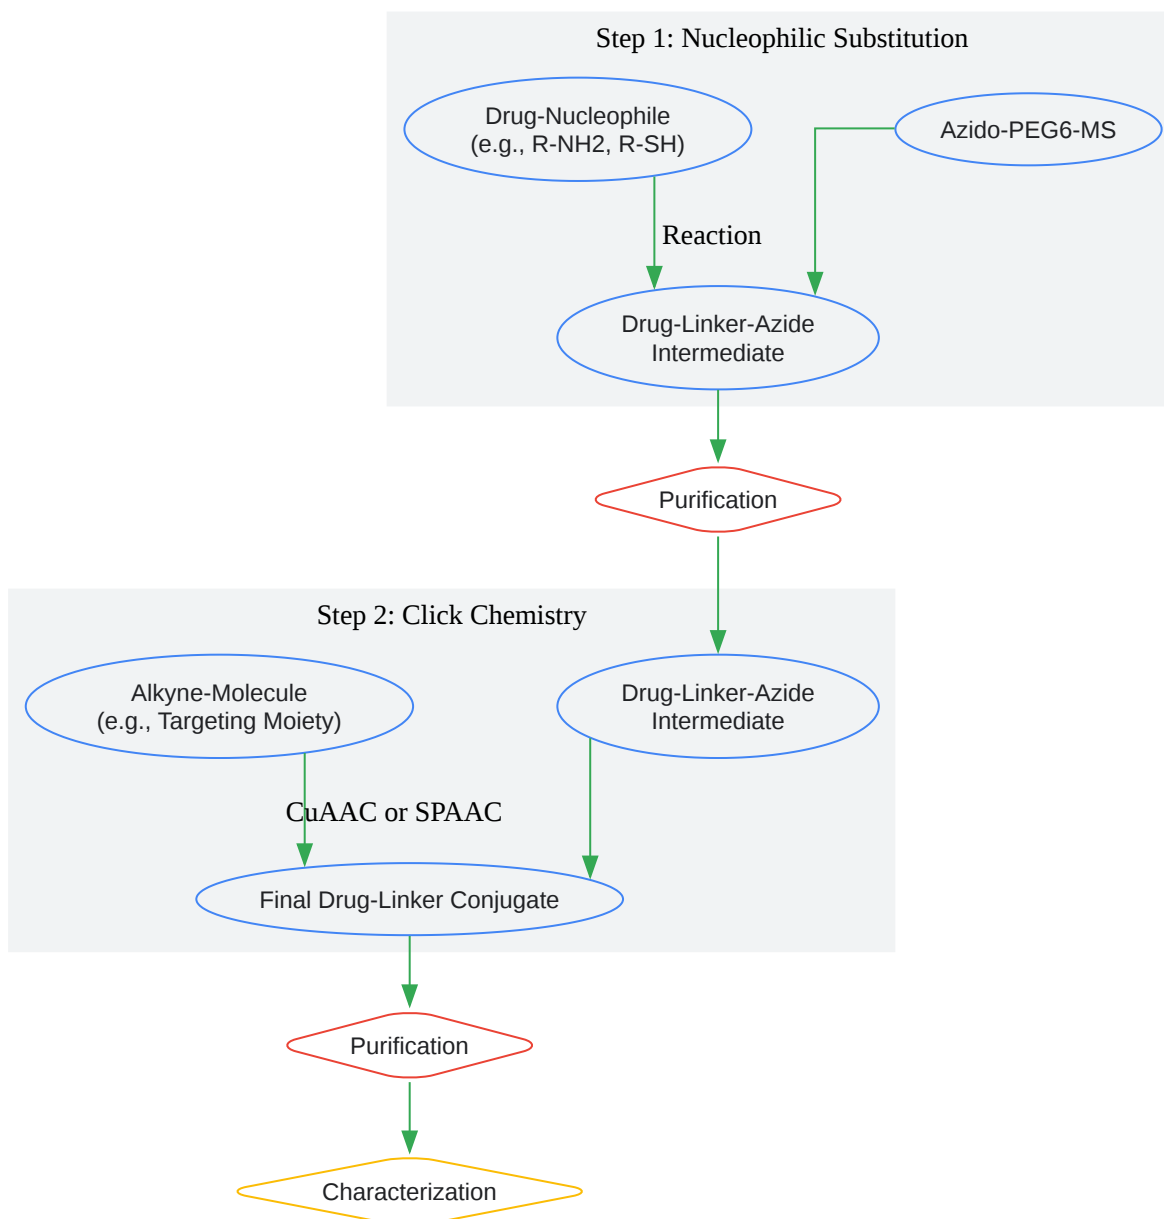 Step 1: Nucleophilic Substitution
Drug-Nucleophile
(e.g., R-NH2, R-SH)
Azido-PEG6-MS
Reaction
Drug-Linker-Azide
Intermediate
Purification
Step 2: Click Chemistry
Alkyne-Molecule
(e.g., Targeting Moiety)
Drug-Linker-Azide
Intermediate
CuAAC or SPAAC
Final Drug-Linker Conjugate
Purification
Characterization